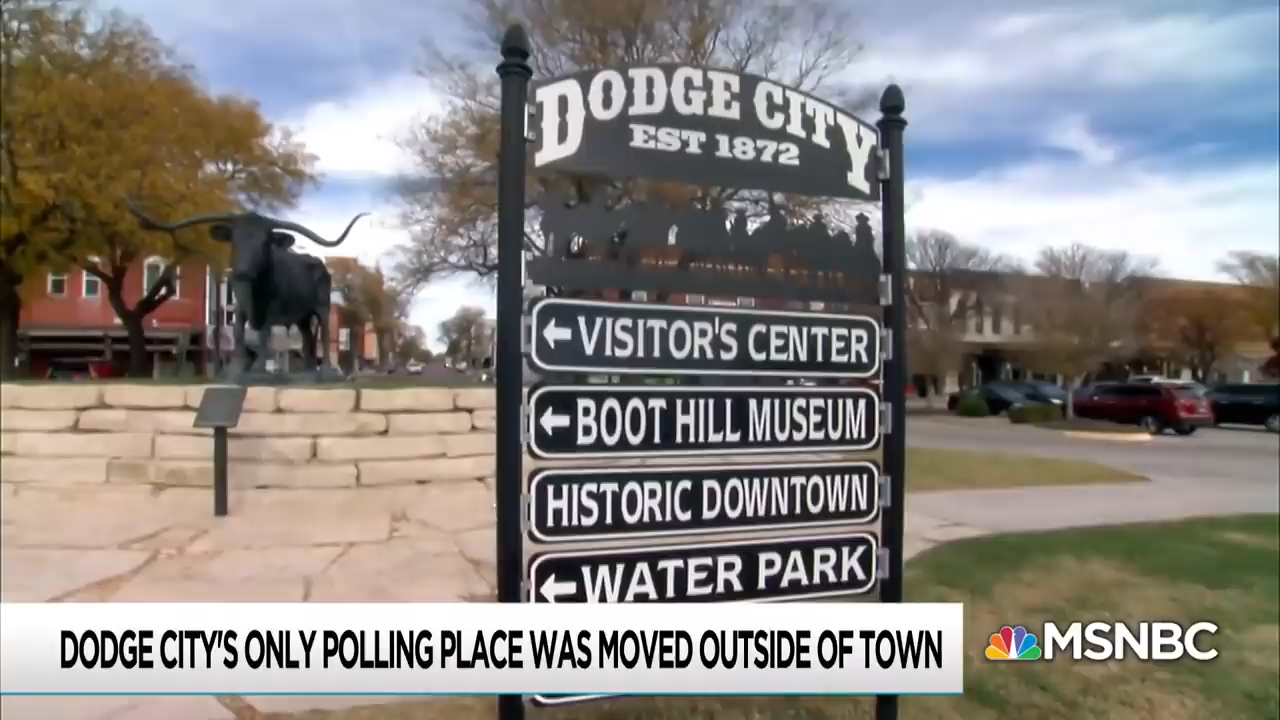 DODGE CITY
EST 1872
←VISITOR'S CENTER
←BOOT HILL MUSEUM
HISTORIC DOWNTOWN
←WATER PARK
DODGE CITY'S ONLY POLLING PLACE WAS MOVED OUTSIDE OF TOWN
MSNBC